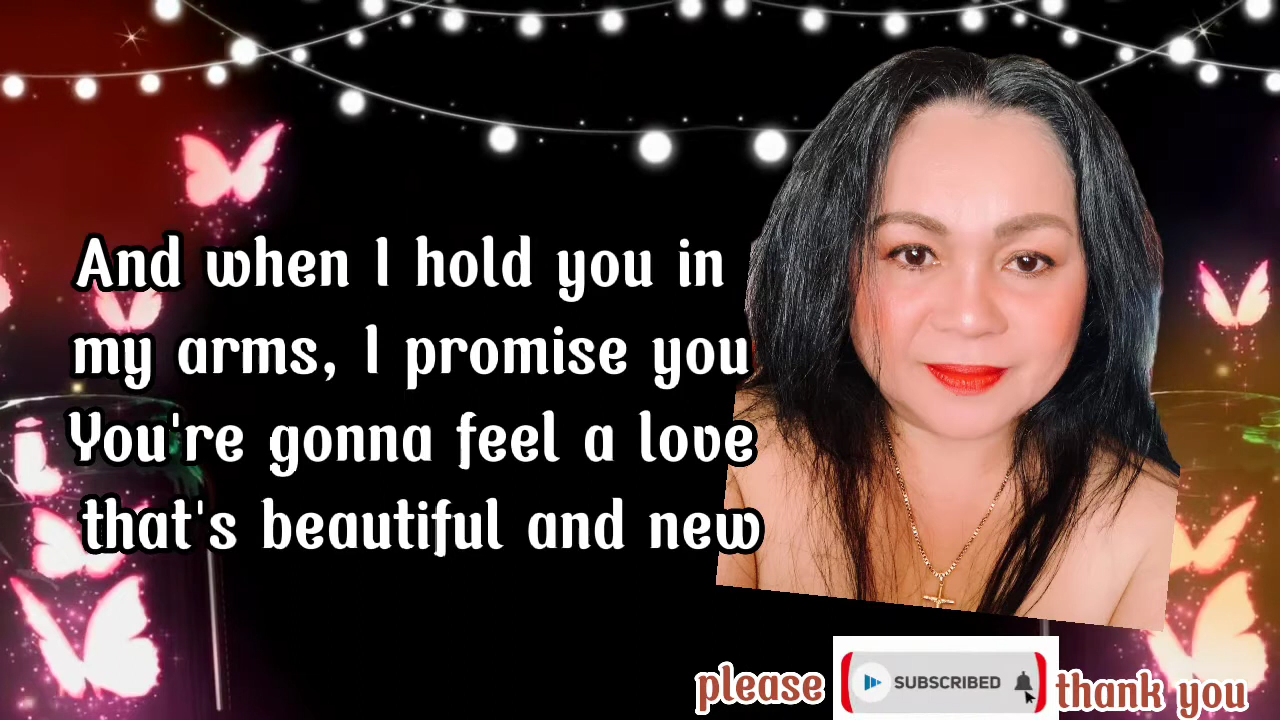 And when I hold you in
my arms, I promise you
You're gonna feel a love
that's beautiful and new
please SUBSCRIBED thank you